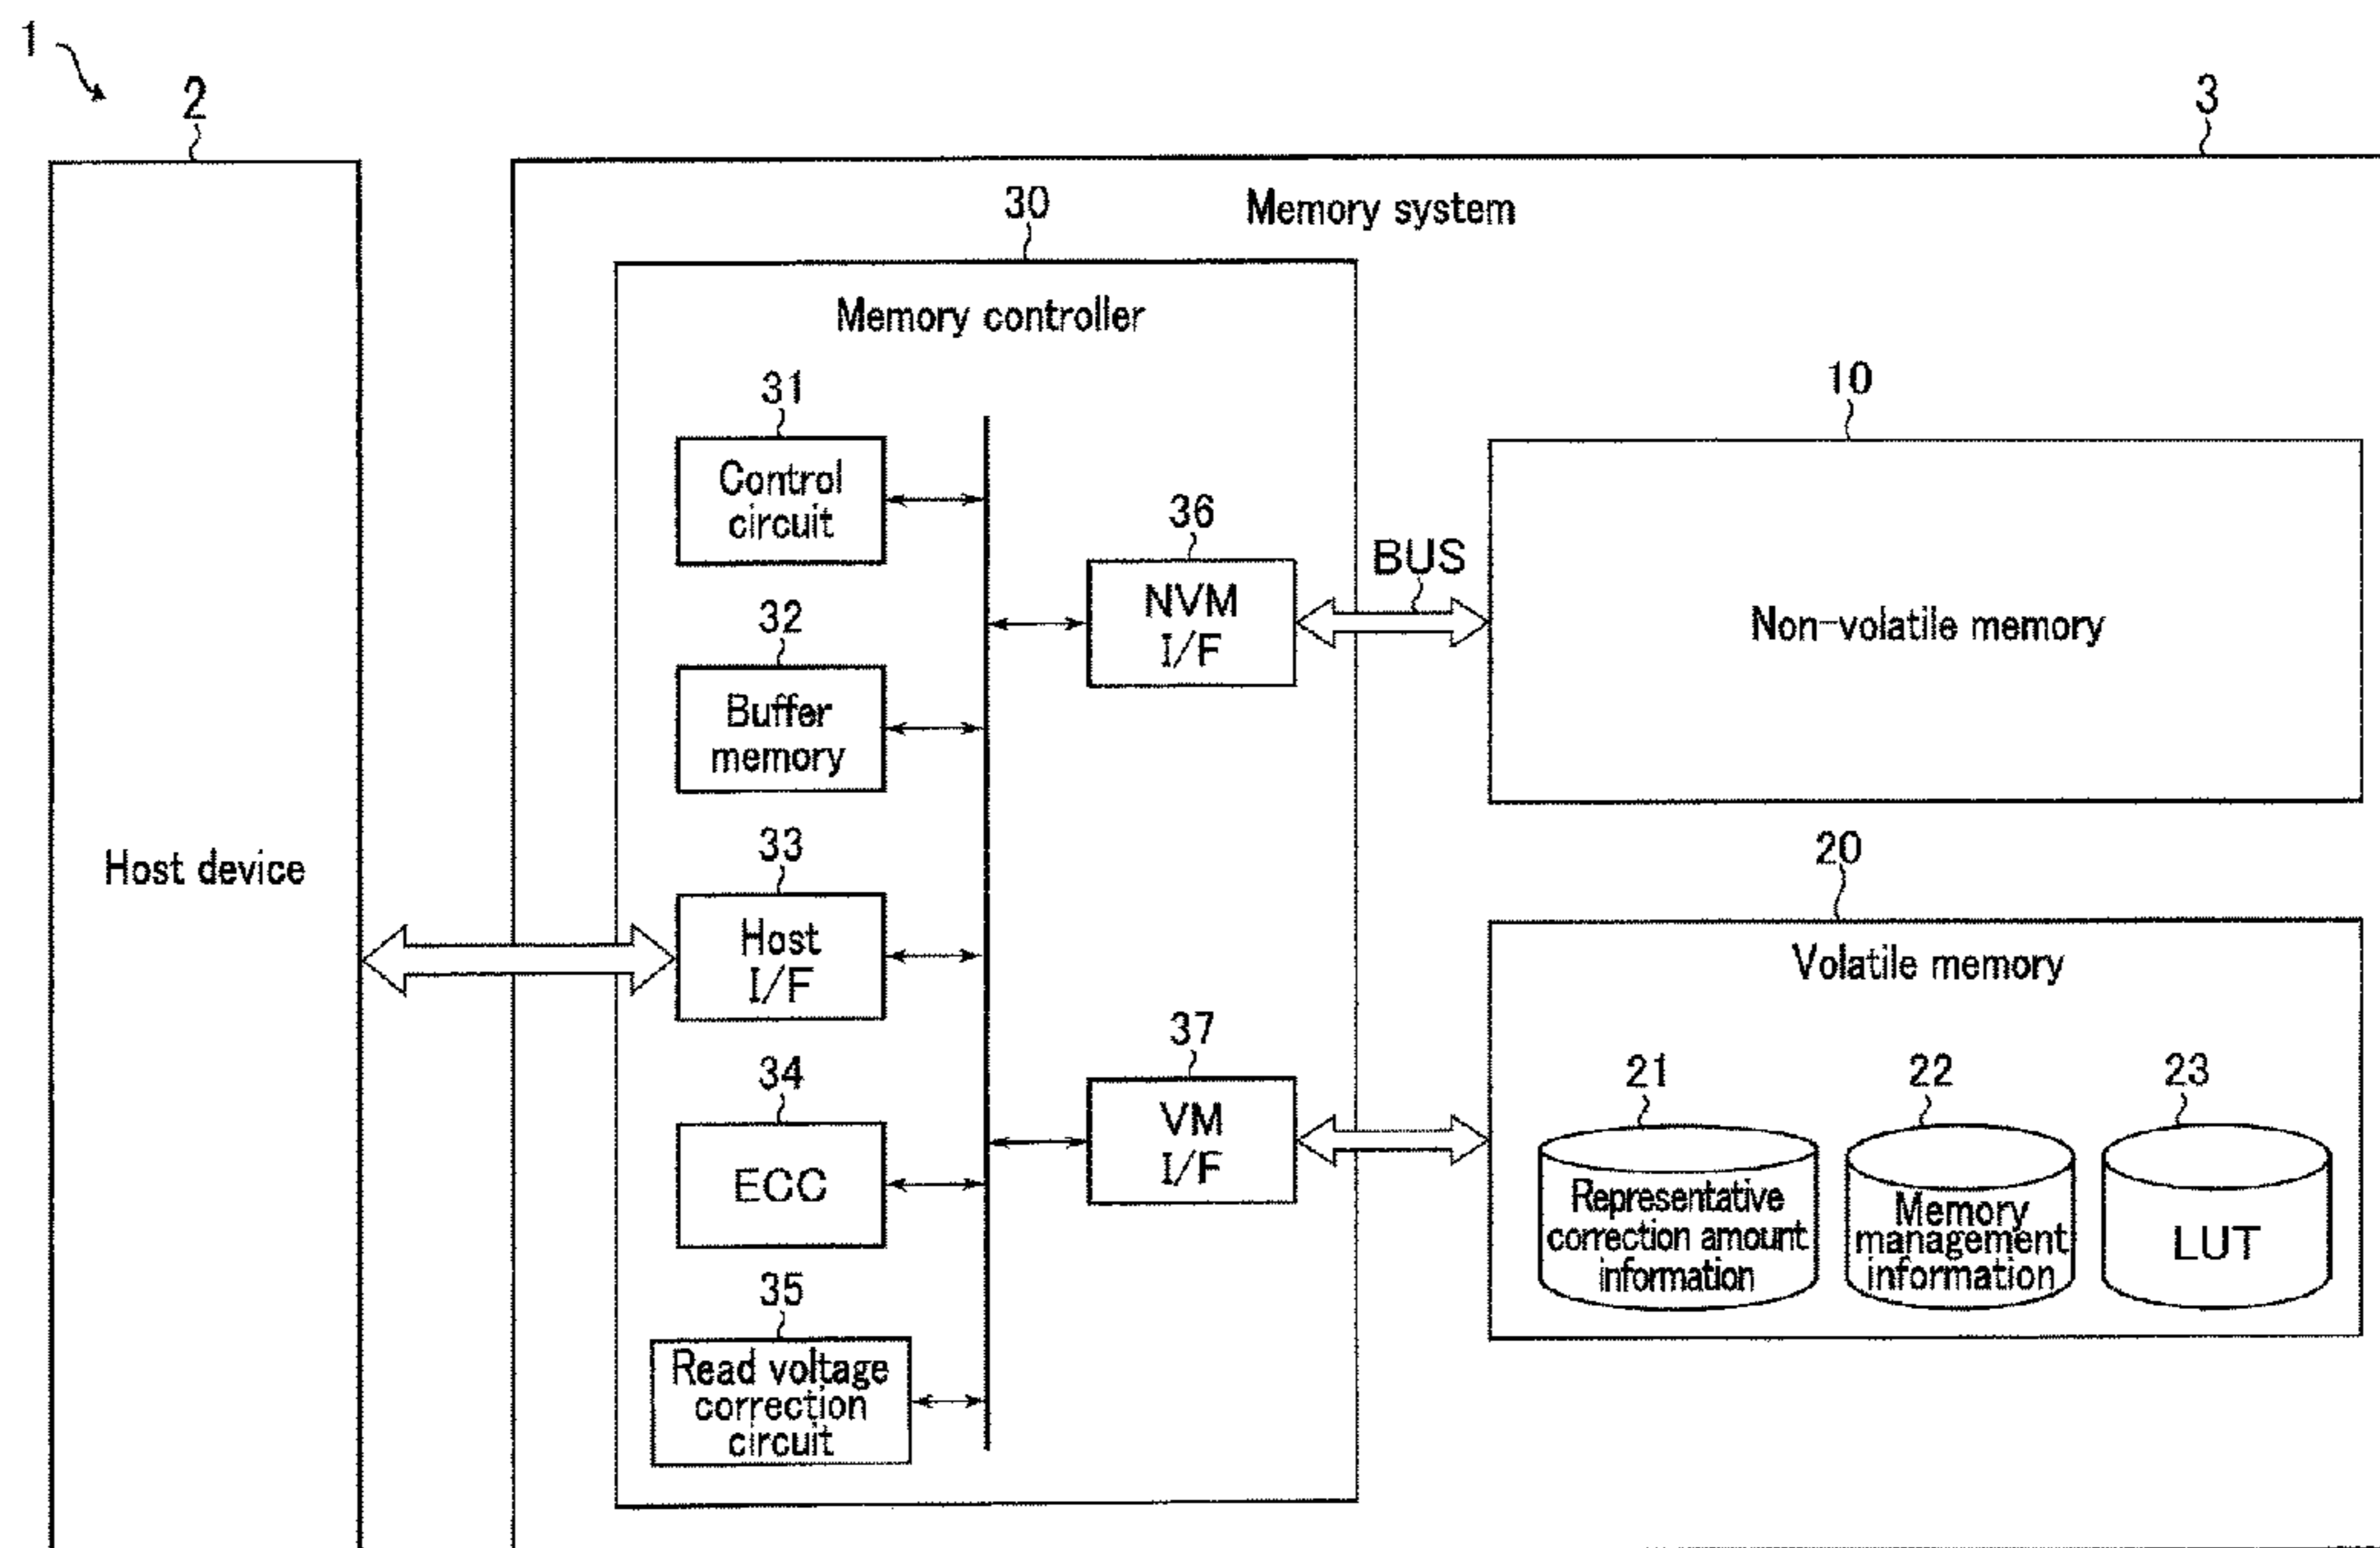 1
2
3
Memory system
30
Memory controller
31
Control
circuit
10
36
NVM
I/F
BUS
Non-volatile memory
32
Buffer
memory
33
Host
I/F
Host device
20
Volatile memory
37
VM
I/F
34
ECC
21
Representative
correction amount
information
22
Memory
management
information
23
LUT
35
Read voltage
correction
circuit